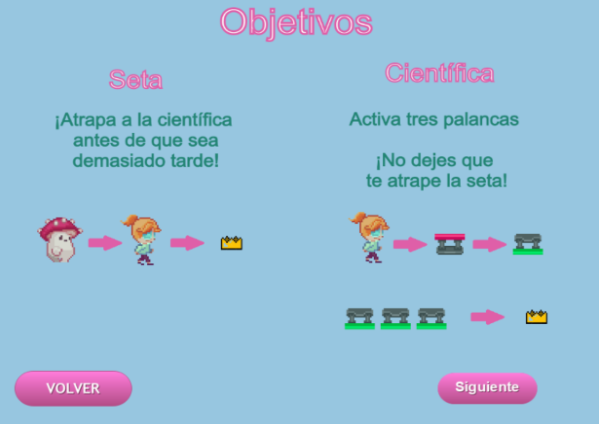 Objetivos
Seta
¡Atrapa a la científica
antes de que sea
demasiado tarde!
Científica
Activa tres palancas
¡No dejes que
te atrape la seta!
VOLVER
Siguiente